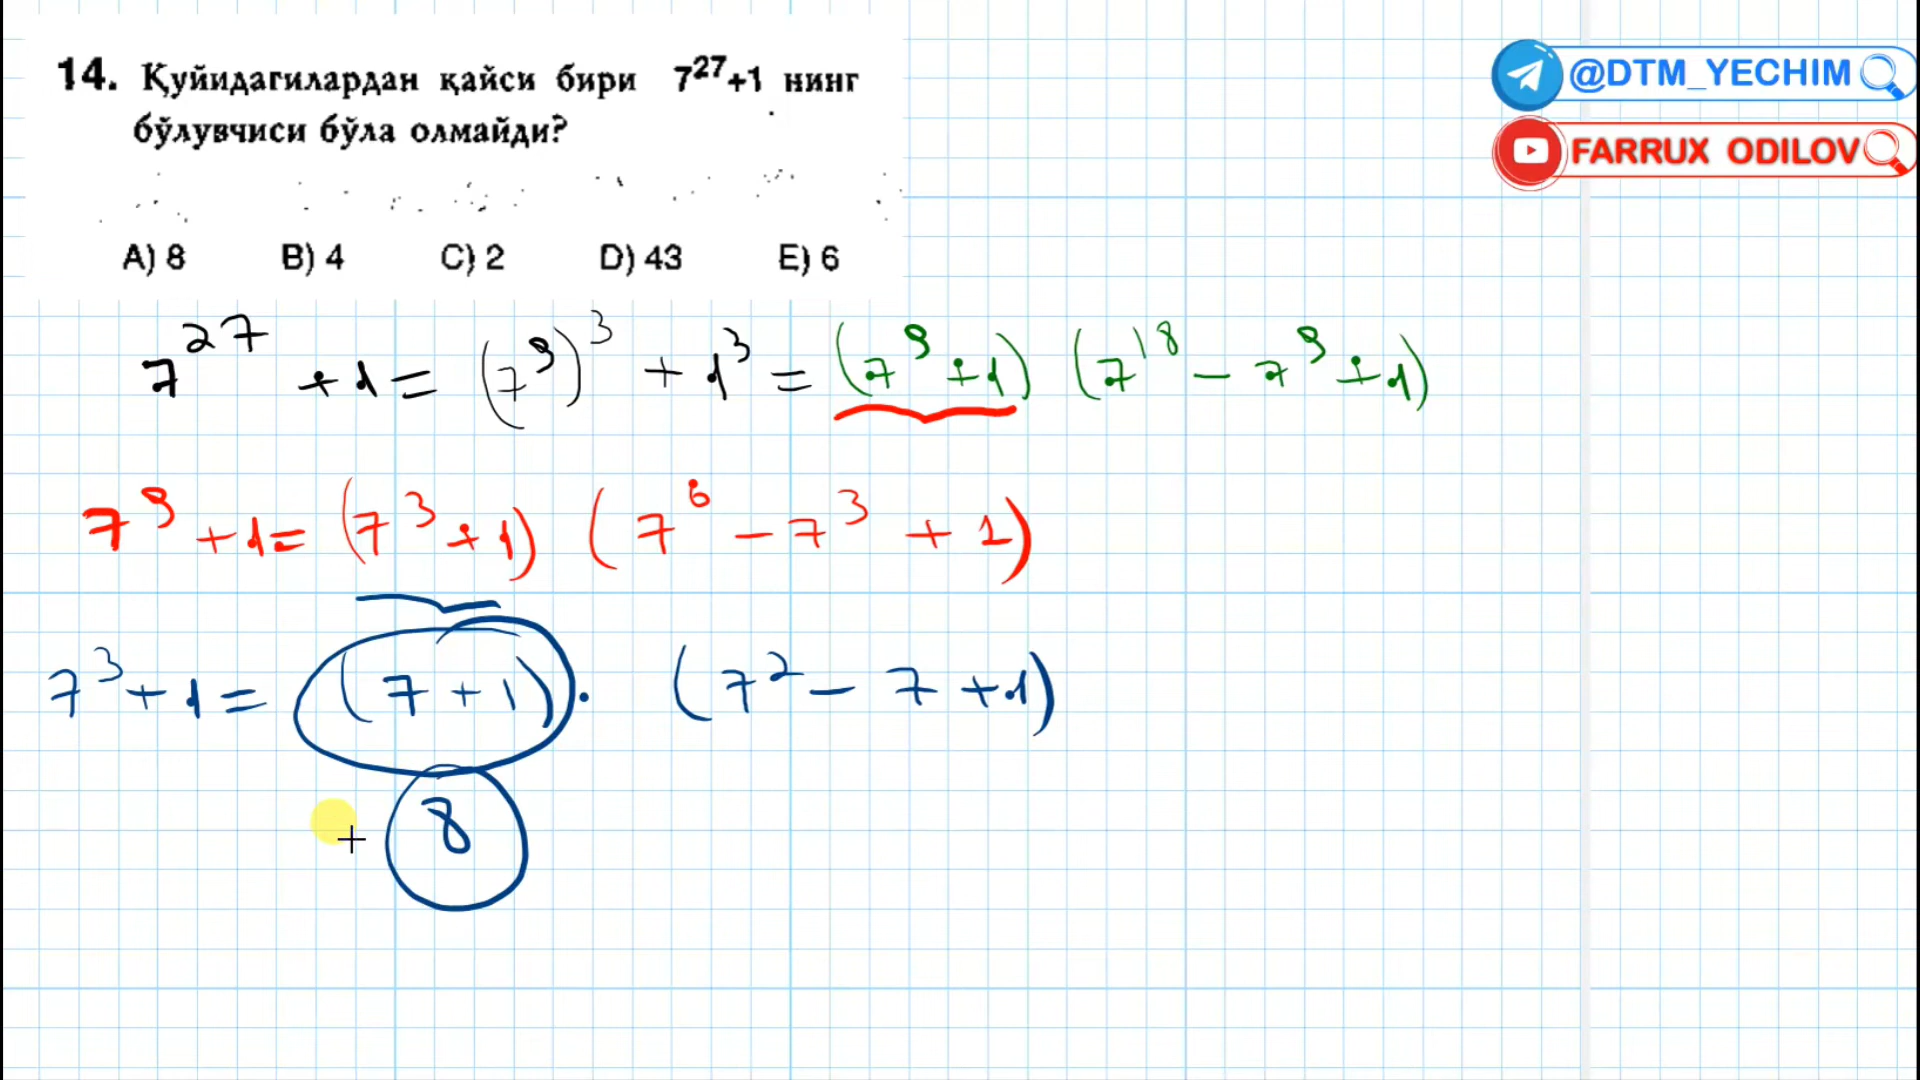 14. Қуйидагилардан қайси бири 7²⁷+1 нинг
бўлувчиси бўла олмайди?
A) 8 B) 4 C) 2 D) 43 E) 6
@DTM_YECHIM
FARRUX ODILOV
7²⁷ + 1 = (7⁹)³ + 1³ = (7⁹ + 1) (7¹⁸ − 7⁹ + 1)
7⁹ + 1 = (7³ + 1) (7⁶ − 7³ + 1)
7³ + 1 = (7 + 1) · (7² − 7 + 1)
8